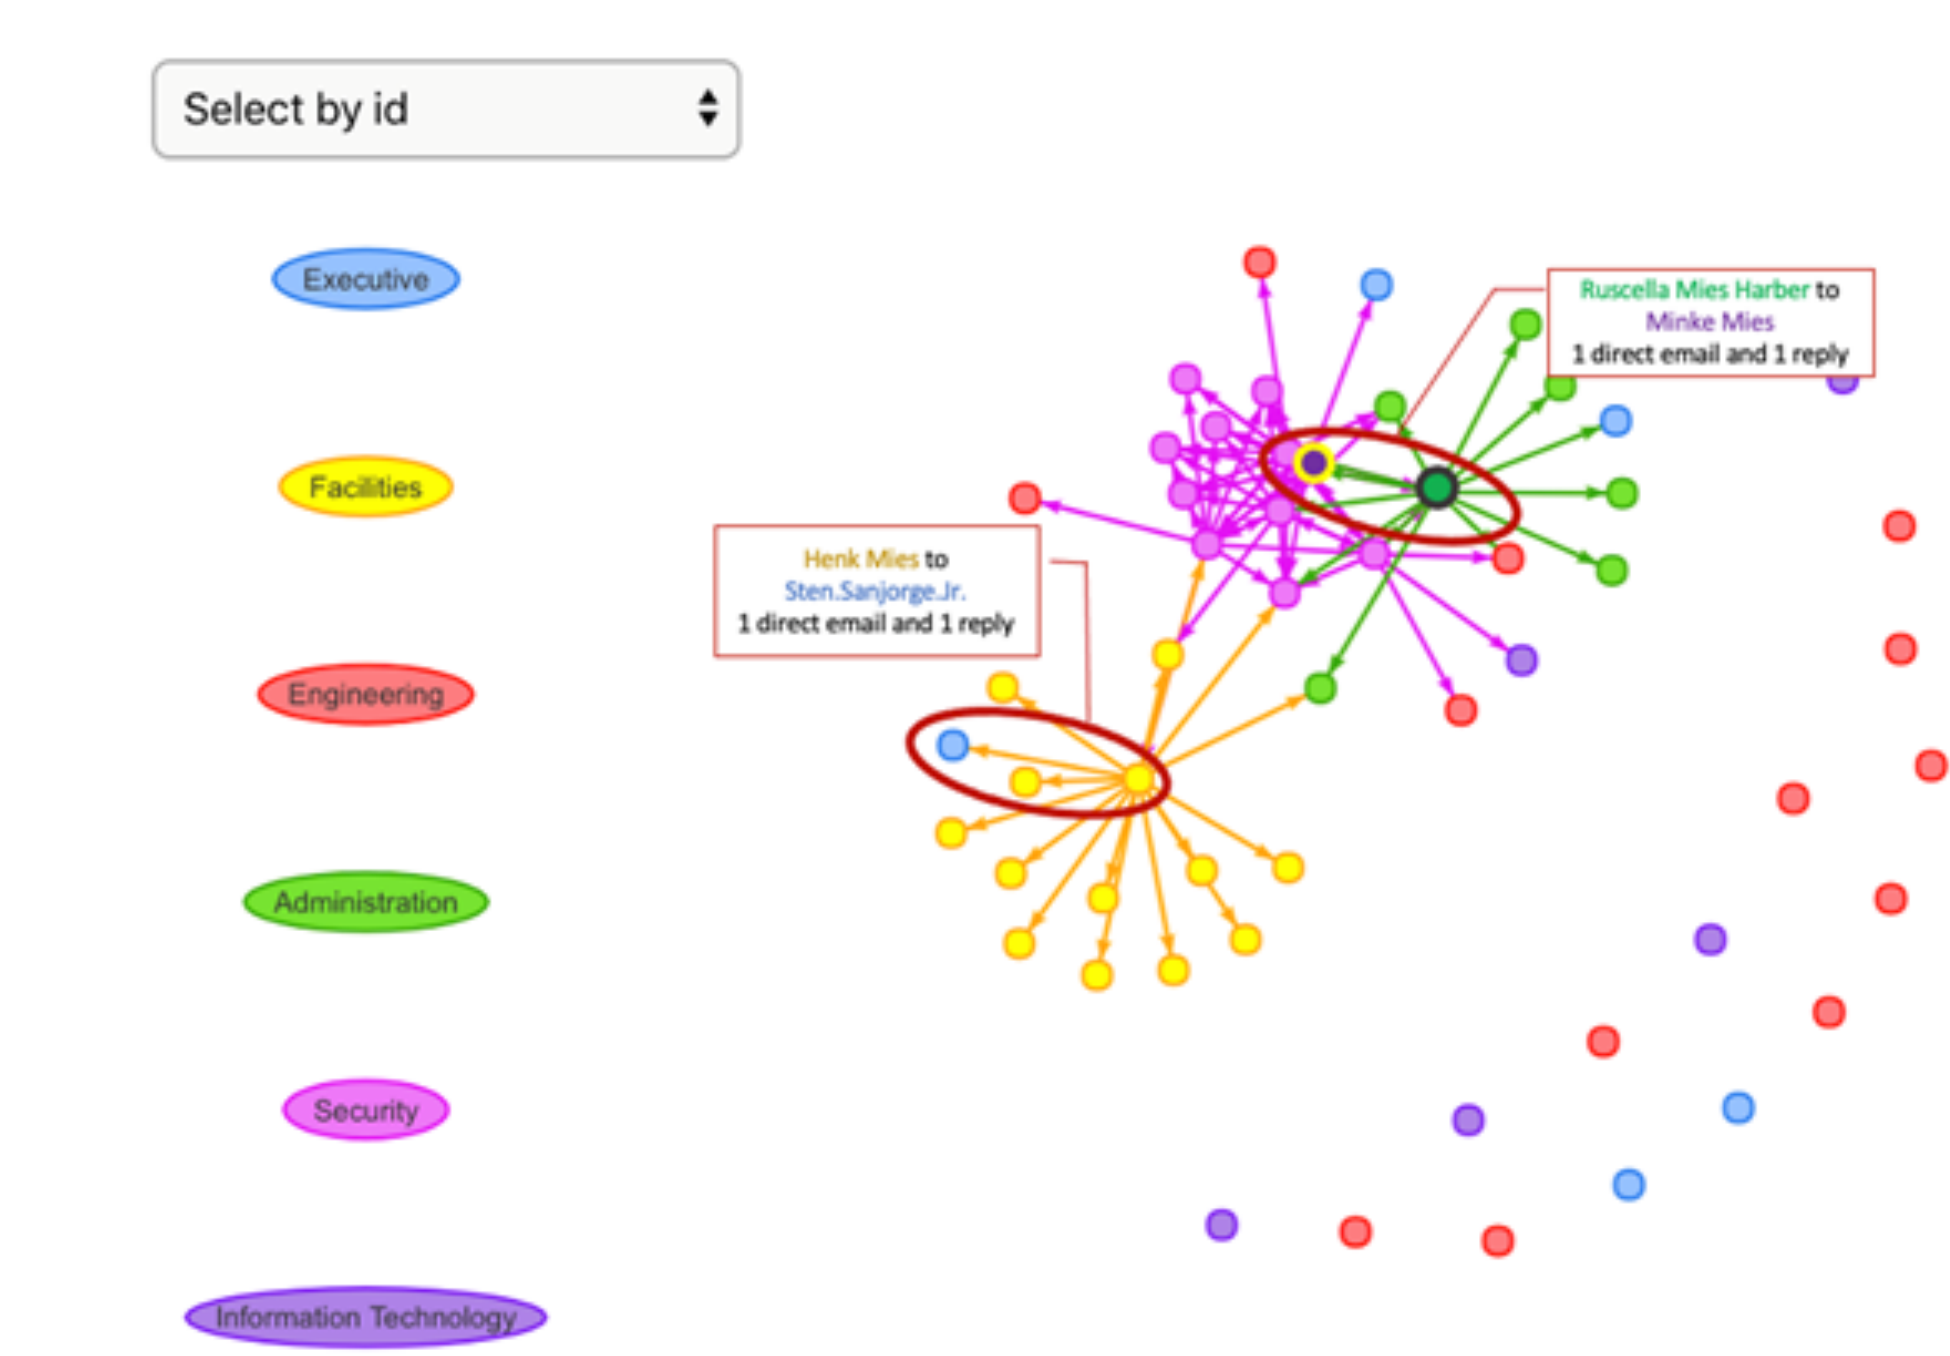 Select by id
Executive
Facilities
Engineering
Administration
Security
Information Technology
Ruscella Mies Harber to
Minke Mies
1 direct email and 1 reply
Henk Mies to
Sten.Sanjorge.Jr.
1 direct email and 1 reply